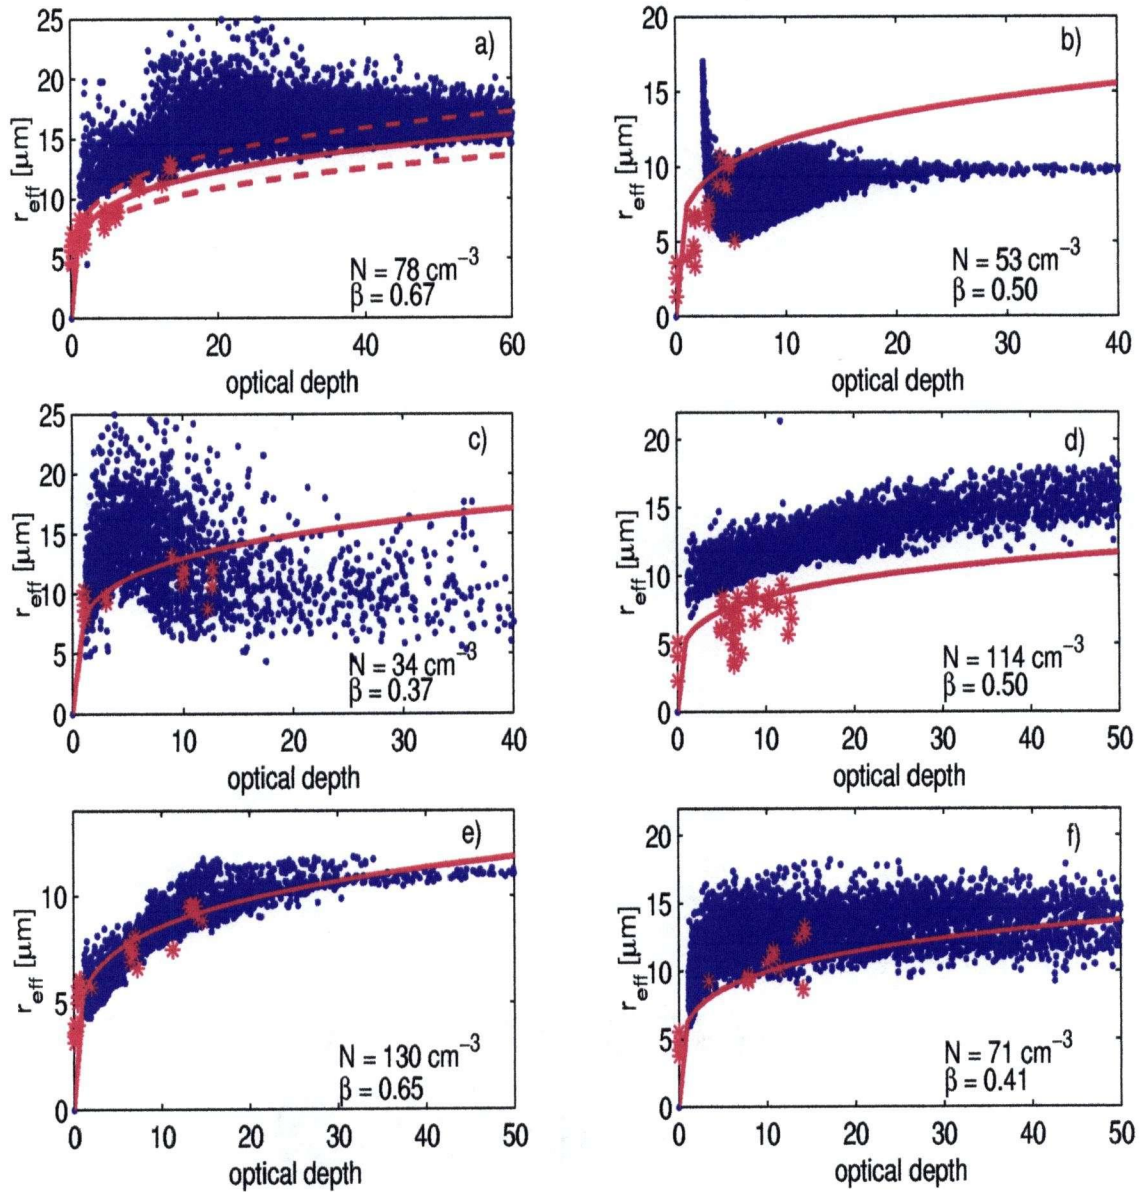 a)
r_eff [μm]
25
20
15
10
5
0
N = 78 cm⁻³
β = 0.67
0 20 40 60
optical depth
b)
r_eff [μm]
20
15
10
5
0
N = 53 cm⁻³
β = 0.50
0 10 20 30 40
optical depth
c)
r_eff [μm]
25
20
15
10
5
0
N = 34 cm⁻³
β = 0.37
0 10 20 30 40
optical depth
d)
r_eff [μm]
20
15
10
5
0
N = 114 cm⁻³
β = 0.50
0 10 20 30 40 50
optical depth
e)
r_eff [μm]
10
5
0
N = 130 cm⁻³
β = 0.65
0 10 20 30 40 50
optical depth
f)
r_eff [μm]
20
15
10
5
0
N = 71 cm⁻³
β = 0.41
0 10 20 30 40 50
optical depth